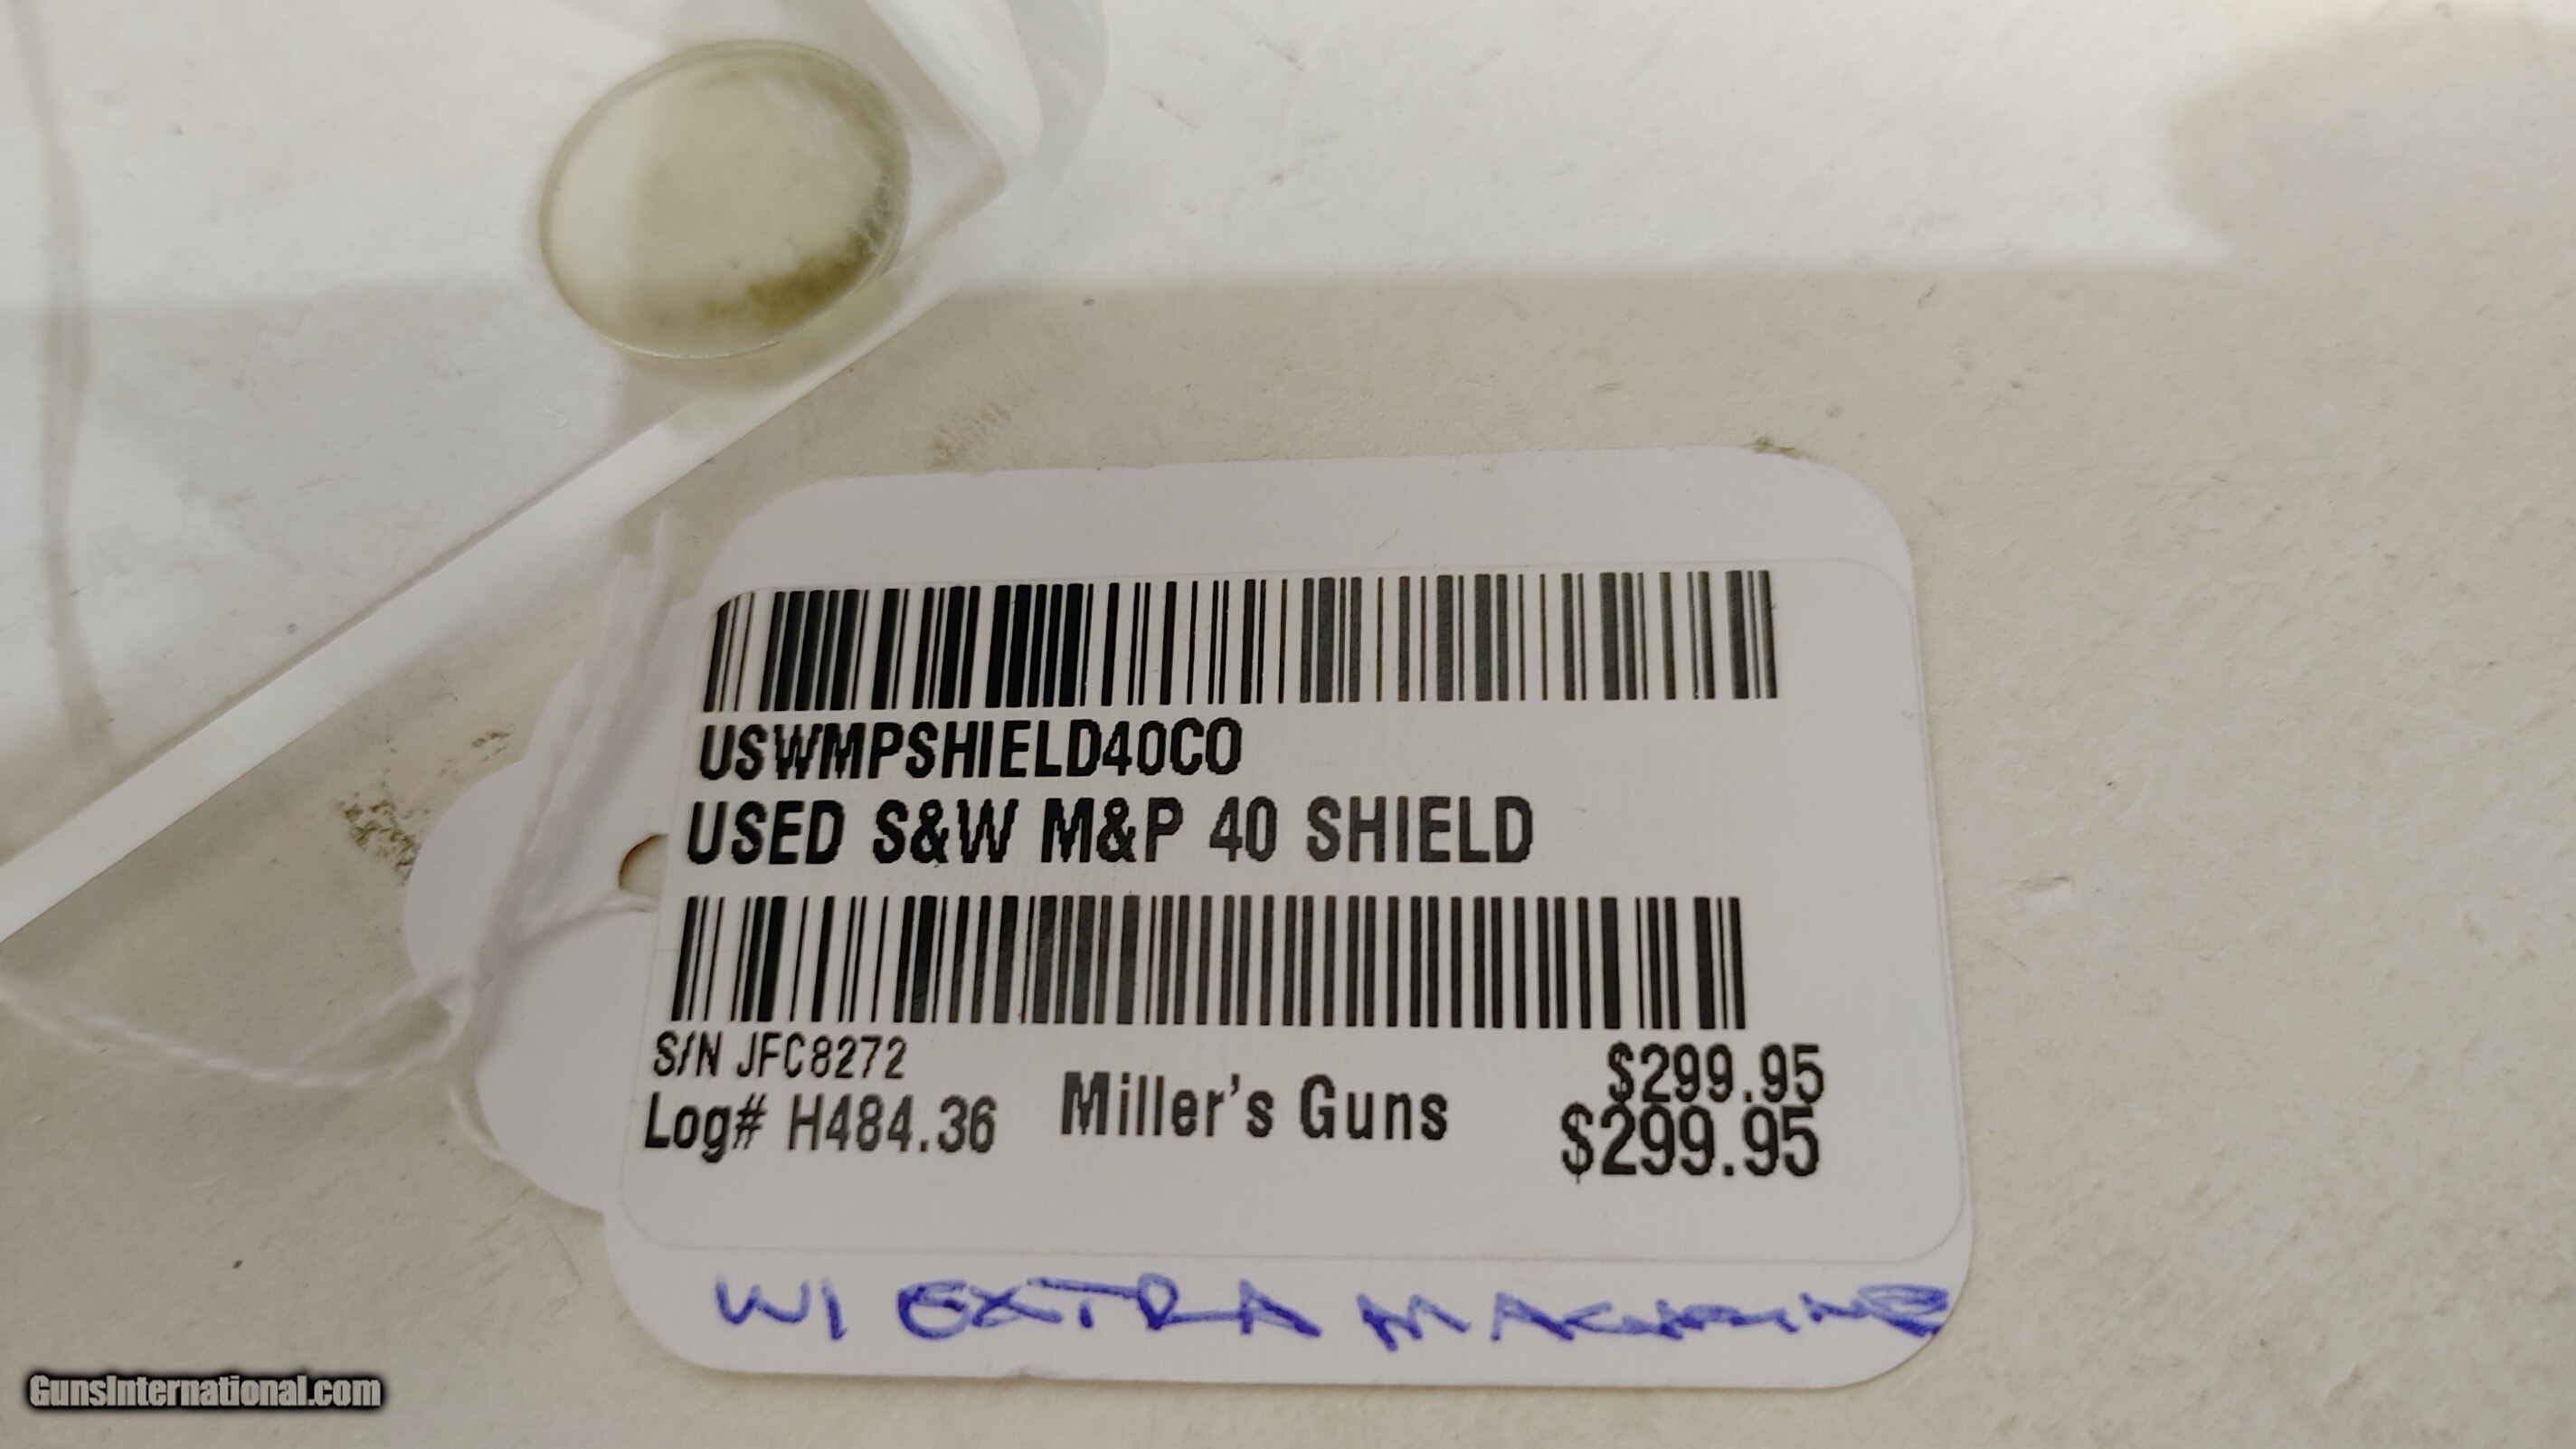 USWMPSHIELD40CO
USED S&W M&P 40 SHIELD
S/N JFC8272
Log# H484.36
Miller's Guns
$299.95
$299.95
W/ EXTRA MAGAZINE
GunsInternational.com